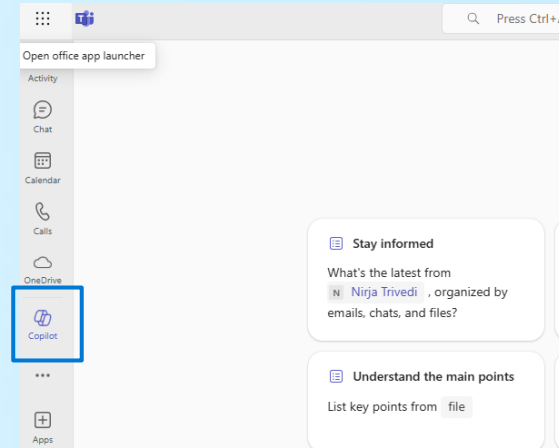 Press Ctrl+
Open office app launcher
Activity
Chat
Calendar
Calls
OneDrive
Copilot
Apps
Stay informed
What's the latest from
N Nirja Trivedi , organized by
emails, chats, and files?
Understand the main points
List key points from file